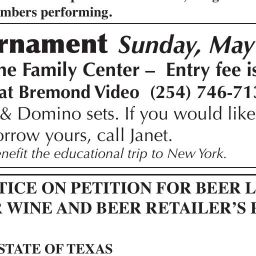 mbers performing.
rnament Sunday, May
ne Family Center – Entry fee is
at Bremond Video (254) 746-713
& Domino sets. If you would like
orrow yours, call Janet.
enefit the educational trip to New York.
TICE ON PETITION FOR BEER L
R WINE AND BEER RETAILER'S
STATE OF TEXAS